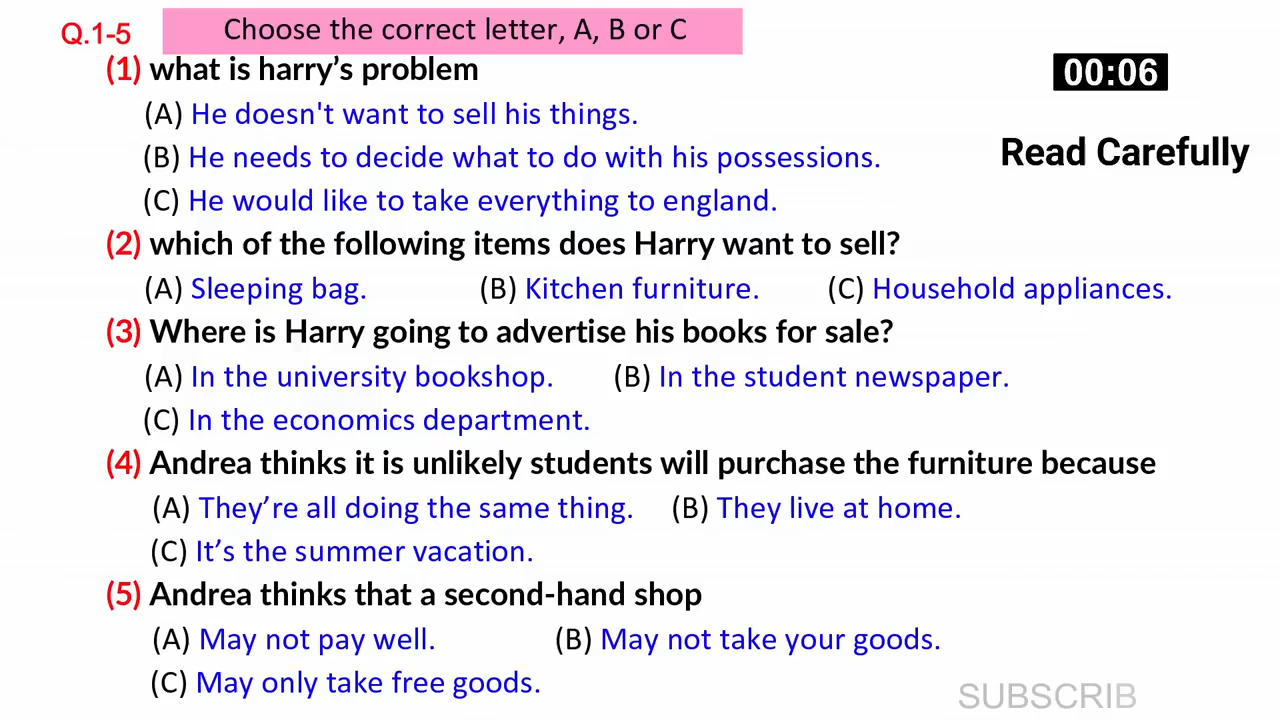 Q.1-5 Choose the correct letter, A, B or C
(1) what is harry's problem
00:06
(A) He doesn't want to sell his things.
(B) He needs to decide what to do with his possessions.
Read Carefully
(C) He would like to take everything to england.
(2) which of the following items does Harry want to sell?
(A) Sleeping bag. (B) Kitchen furniture. (C) Household appliances.
(3) Where is Harry going to advertise his books for sale?
(A) In the university bookshop. (B) In the student newspaper.
(C) In the economics department.
(4) Andrea thinks it is unlikely students will purchase the furniture because
(A) They’re all doing the same thing. (B) They live at home.
(C) It’s the summer vacation.
(5) Andrea thinks that a second-hand shop
(A) May not pay well. (B) May not take your goods.
(C) May only take free goods.
SUBSCRIB